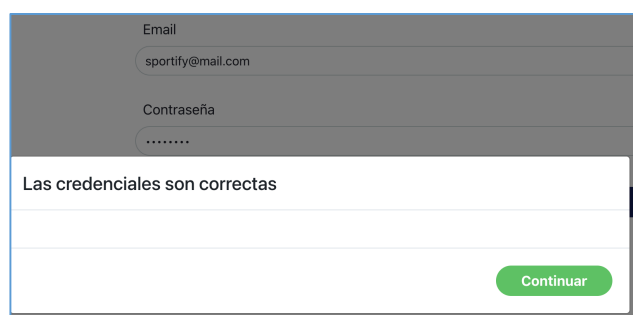 Email
sportify@mail.com
Contraseña
••••••••
Las credenciales son correctas
Continuar